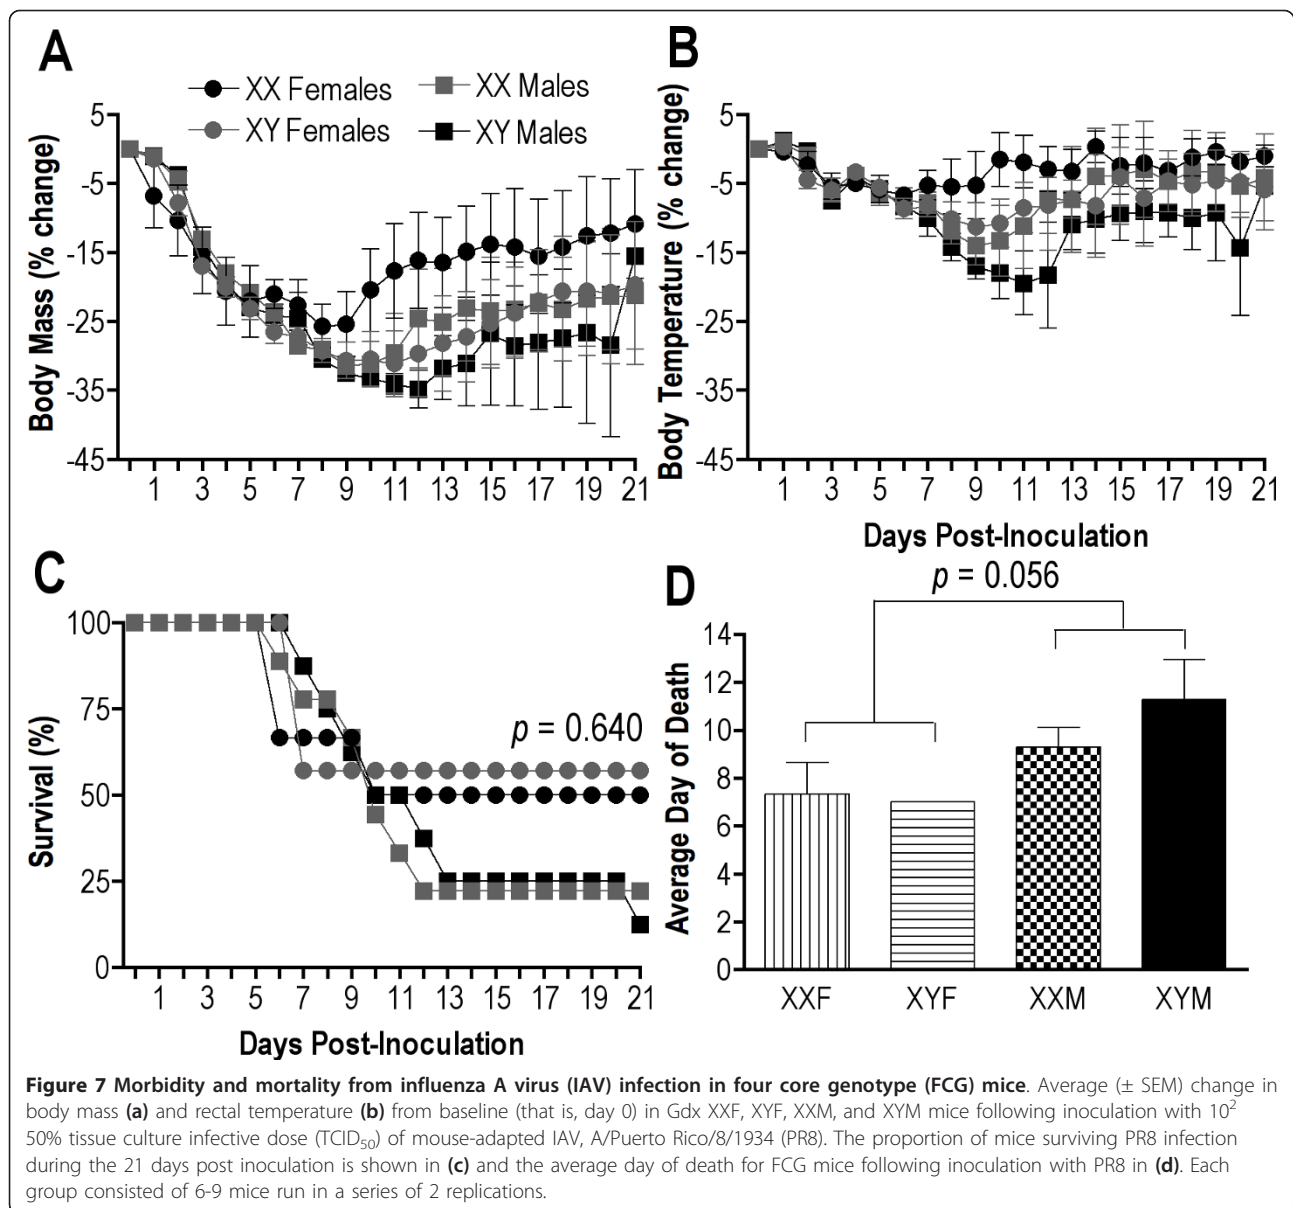 A
B
XX Females
XX Males
XY Females
XY Males
Body Mass (% change)
5
-5
-15
-25
-35
-45
1 3 5 7 9 11 13 15 17 19 21
Body Temperature (% change)
5
-5
-15
-25
-35
-45
1 3 5 7 9 11 13 15 17 19 21
Days Post-Inoculation
C
Survival (%)
100
75
50
25
0
p = 0.640
1 3 5 7 9 11 13 15 17 19 21
Days Post-Inoculation
D
p = 0.056
Average Day of Death
14
12
10
8
6
4
2
0
XXF XYF XXM XYM
Figure 7 Morbidity and mortality from influenza A virus (IAV) infection in four core genotype (FCG) mice. Average (± SEM) change in
body mass (a) and rectal temperature (b) from baseline (that is, day 0) in Gdx XXF, XYF, XXM, and XYM mice following inoculation with 10²
50% tissue culture infective dose (TCID₅₀) of mouse-adapted IAV, A/Puerto Rico/8/1934 (PR8). The proportion of mice surviving PR8 infection
during the 21 days post inoculation is shown in (c) and the average day of death for FCG mice following inoculation with PR8 in (d). Each
group consisted of 6-9 mice run in a series of 2 replications.